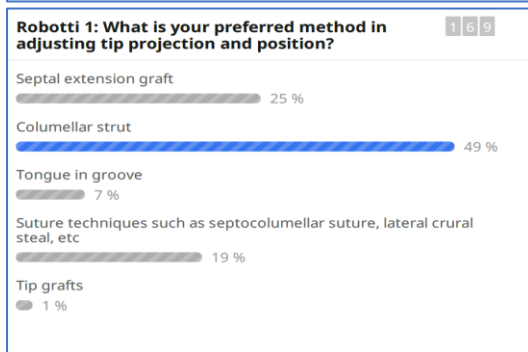 Robotti 1: What is your preferred method in
adjusting tip projection and position?
1 6 9
Septal extension graft
25 %
Columellar strut
49 %
Tongue in groove
7 %
Suture techniques such as septocolumellar suture, lateral crural
steal, etc
19 %
Tip grafts
1 %